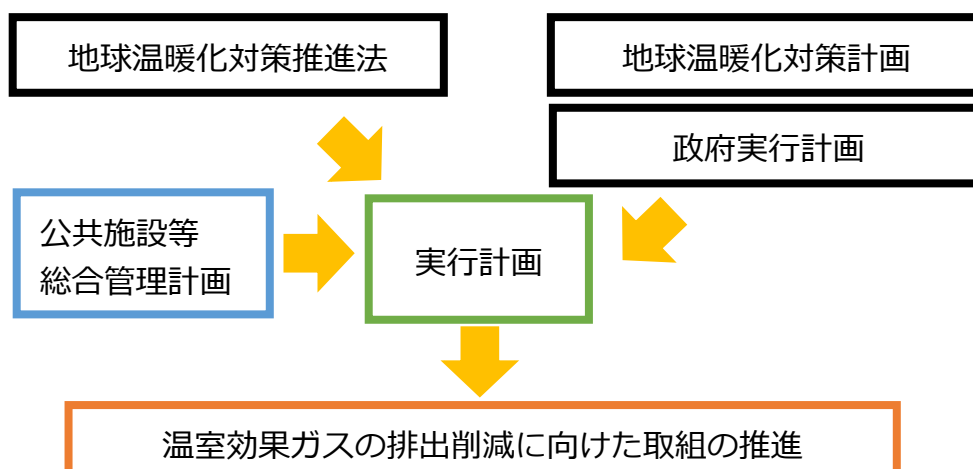 地球温暖化対策推進法
地球温暖化対策計画
政府実行計画
公共施設等
総合管理計画
実行計画
温室効果ガスの排出削減に向けた取組の推進